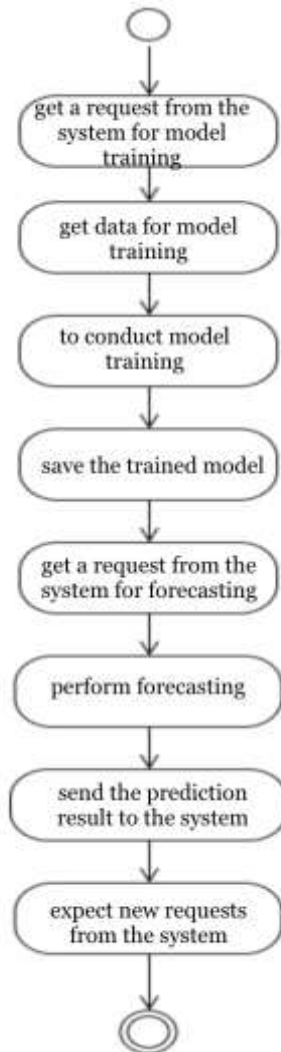 get a request from the
system for model
training
get data for model
training
to conduct model
training
save the trained model
get a request from the
system for forecasting
perform forecasting
send the prediction
result to the system
expect new requests
from the system